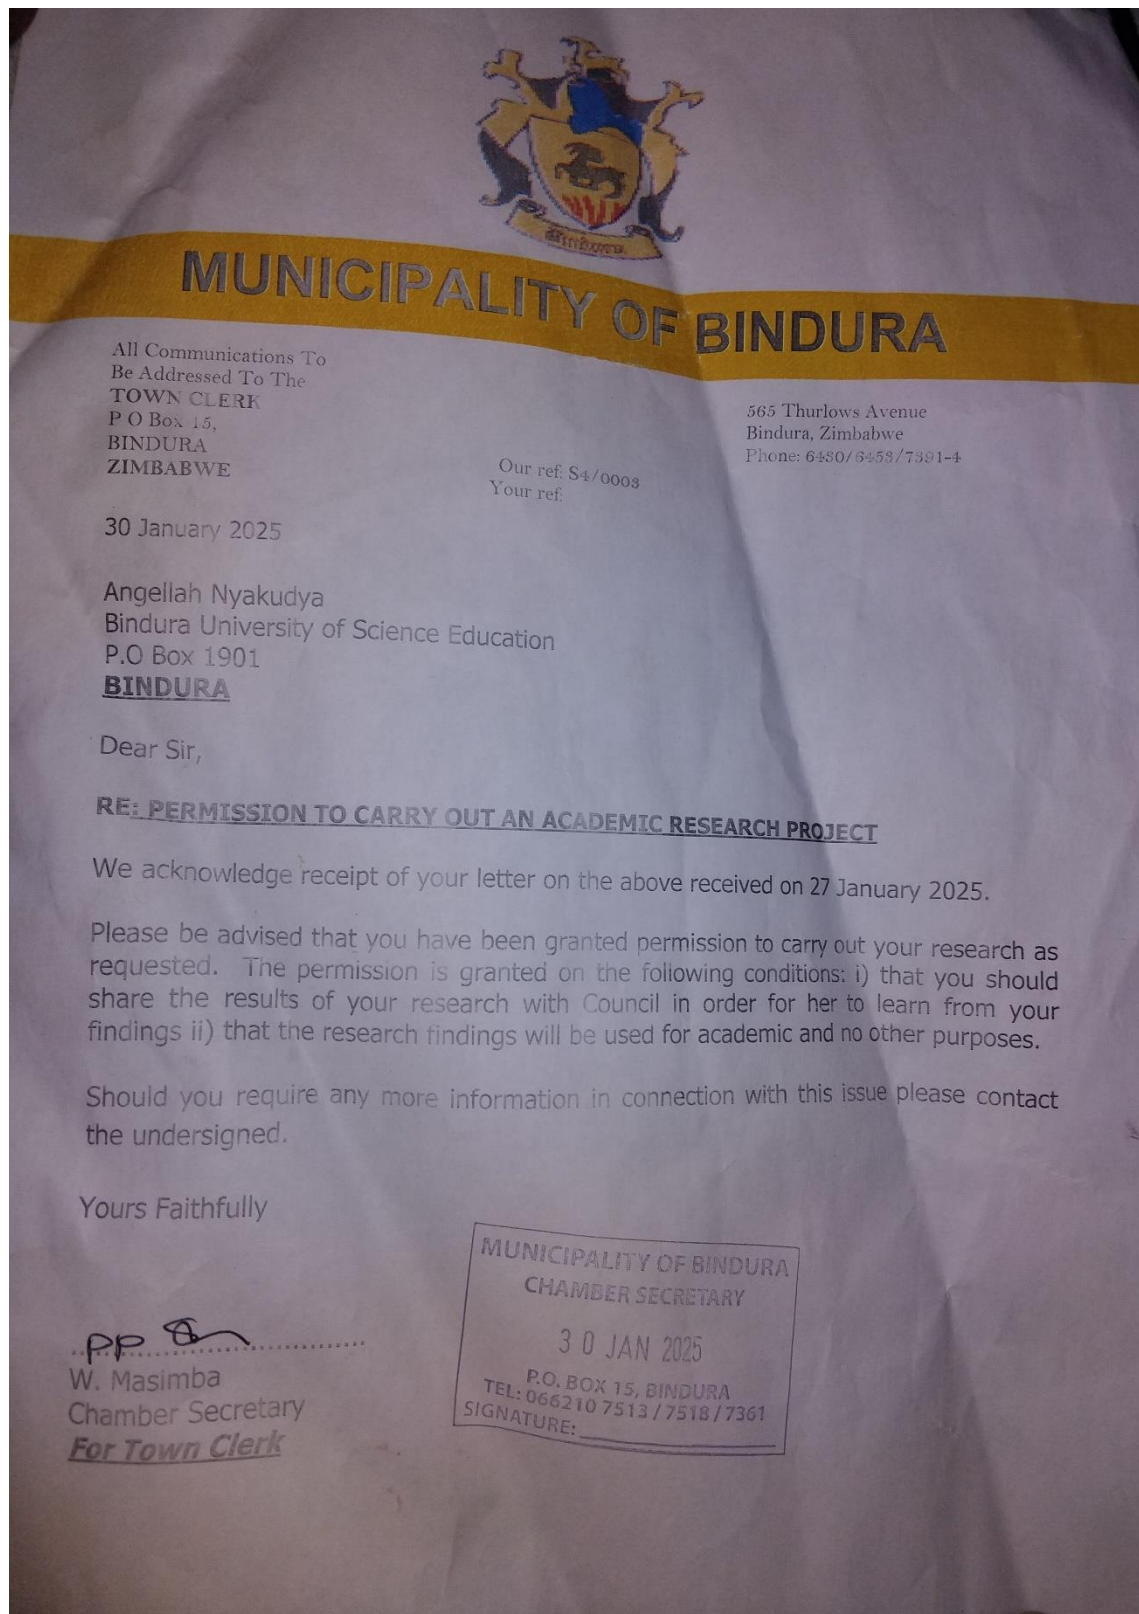 Bindura
MUNICIPALITY OF BINDURA
All Communications To
Be Addressed To The
TOWN CLERK
P O Box 15,
BINDURA
ZIMBABWE
565 Thurlows Avenue
Bindura, Zimbabwe
Phone: 6430/6453/7391-4
Our ref: S4/0003
Your ref:
30 January 2025
Angellah Nyakudya
Bindura University of Science Education
P.O Box 1901
BINDURA
Dear Sir,
RE: PERMISSION TO CARRY OUT AN ACADEMIC RESEARCH PROJECT
We acknowledge receipt of your letter on the above received on 27 January 2025.
Please be advised that you have been granted permission to carry out your research as
requested. The permission is granted on the following conditions: i) that you should
share the results of your research with Council in order for her to learn from your
findings ii) that the research findings will be used for academic and no other purposes.
Should you require any more information in connection with this issue please contact
the undersigned.
Yours Faithfully
pp
W. Masimba
Chamber Secretary
For Town Clerk
MUNICIPALITY OF BINDURA
CHAMBER SECRETARY
30 JAN 2025
P.O. BOX 15, BINDURA
TEL: 066210 7513 / 7518 / 7361
SIGNATURE: